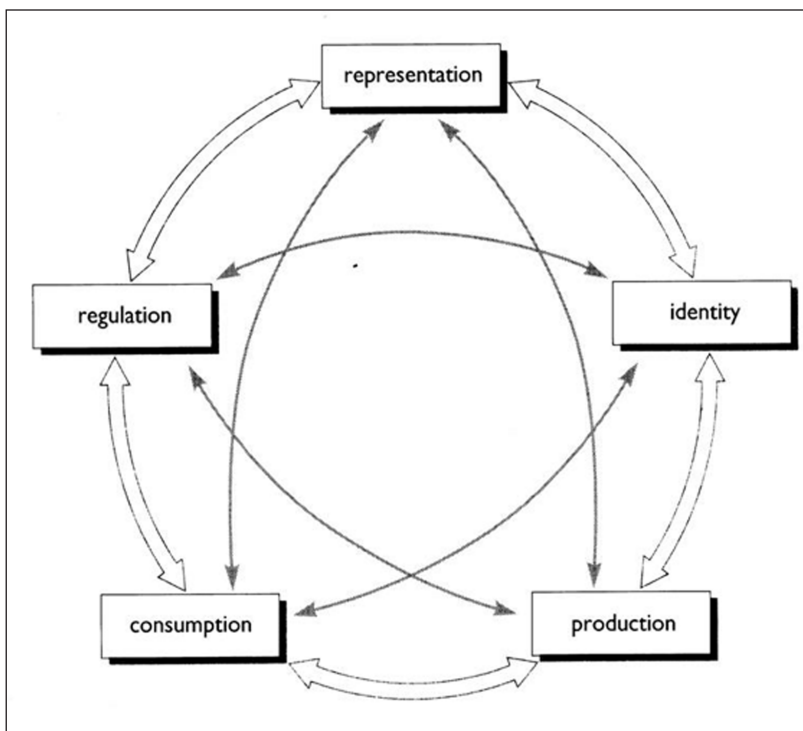 representation
regulation
identity
consumption
production